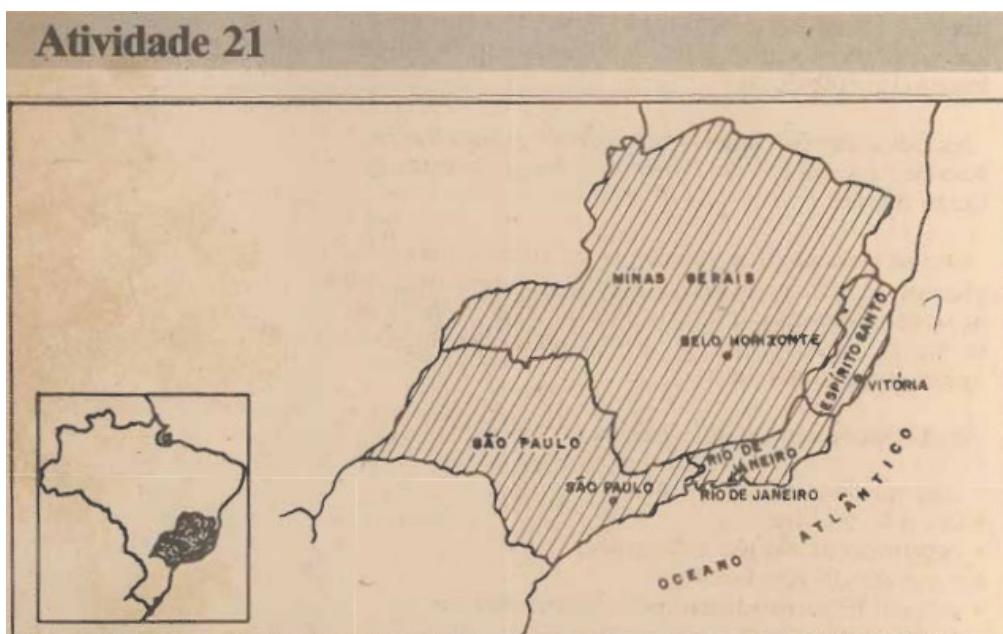 Atividade 21
MINAS GERAIS
BELO HORIZONTE
ESPÍRITO SANTO
VITÓRIA
SÃO PAULO
SÃO PAULO
RIO DE
JANEIRO
RIO DE JANEIRO
OCEANO ATLÂNTICO